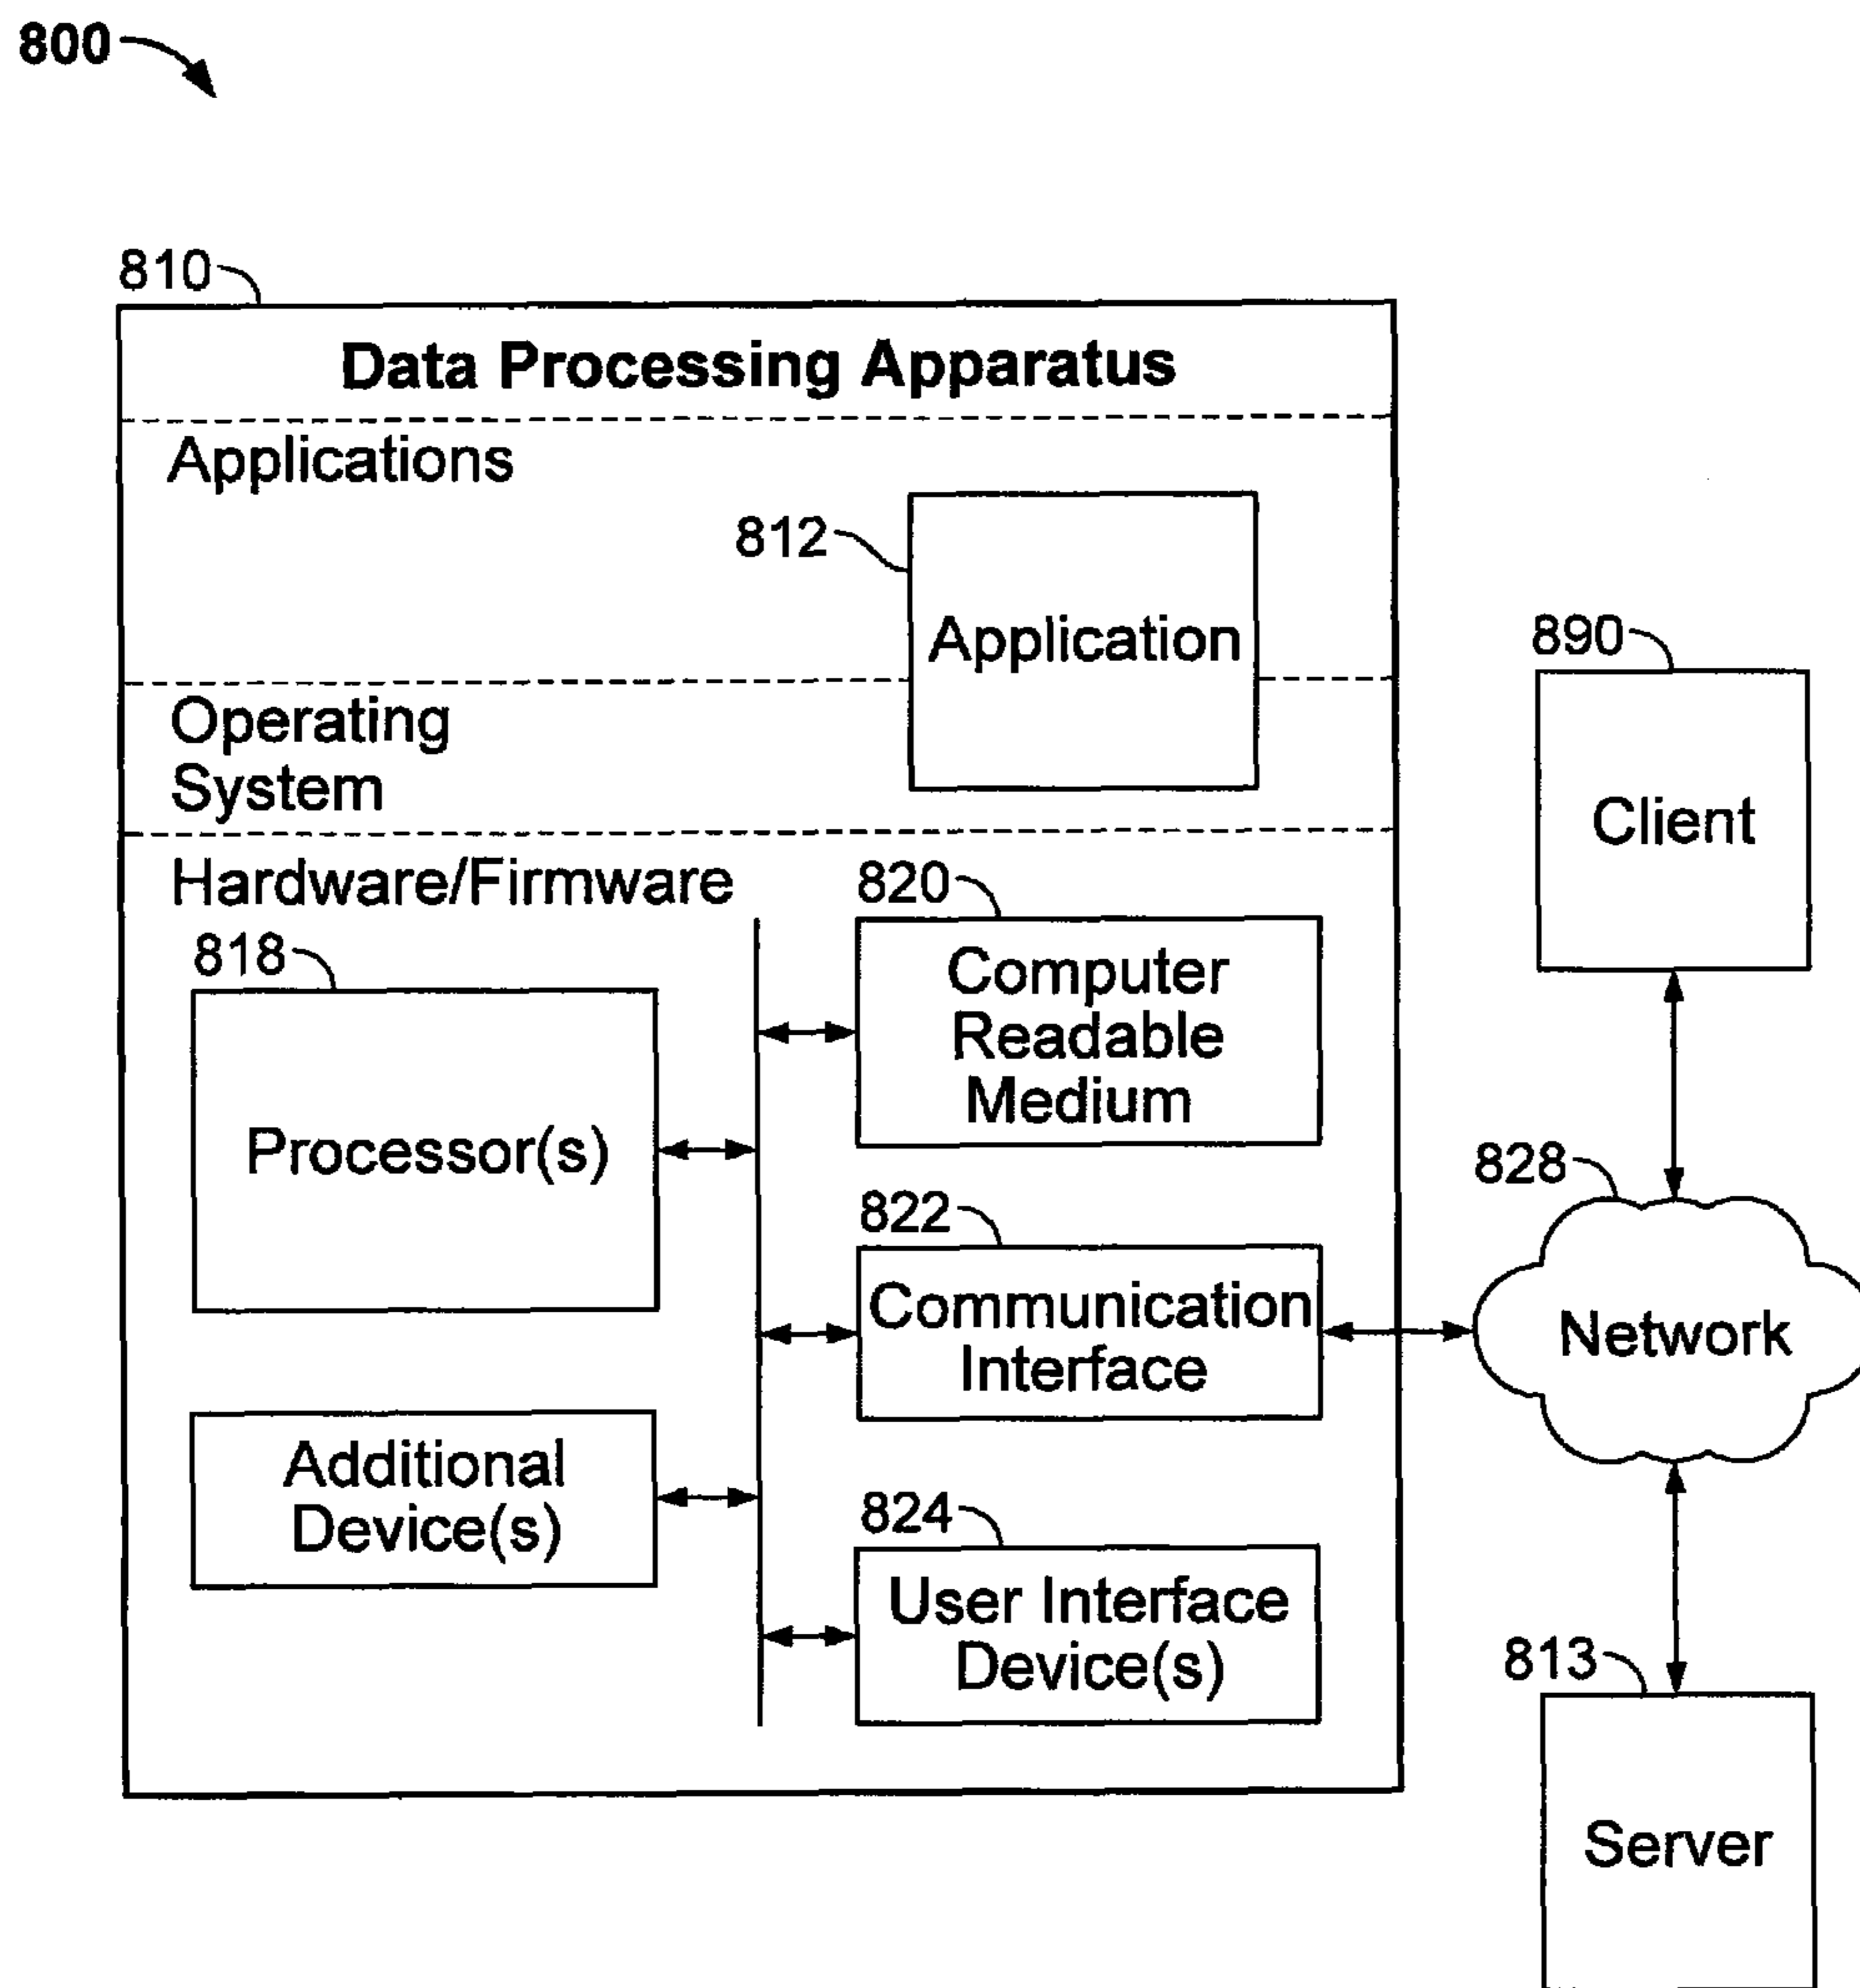 800
810
Data Processing Apparatus
Applications
812
Application
Operating
System
Hardware/Firmware
818
Processor(s)
Additional
Device(s)
820
Computer
Readable
Medium
822
Communication
Interface
824
User Interface
Device(s)
890
Client
828
Network
813
Server